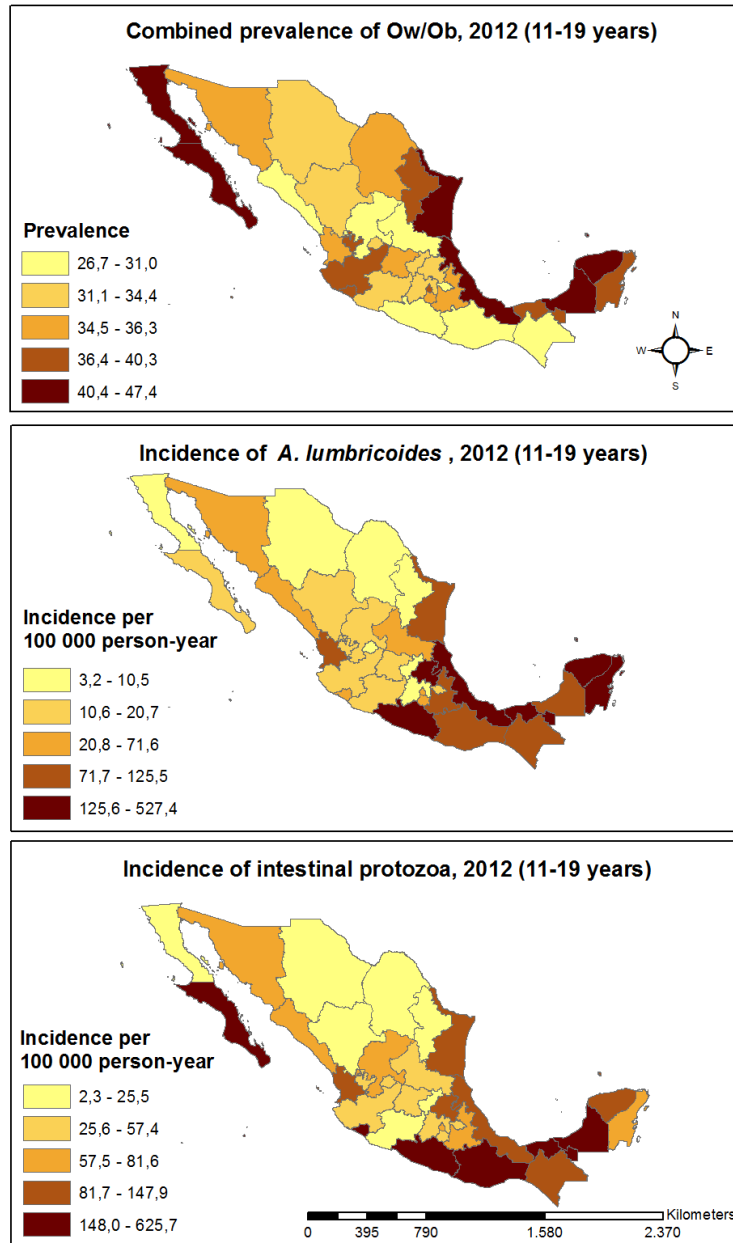 Combined prevalence of Ow/Ob, 2012 (11-19 years)
Prevalence
26,7 - 31,0
31,1 - 34,4
34,5 - 36,3
36,4 - 40,3
40,4 - 47,4
N
W E
S
Incidence of A. lumbricoides , 2012 (11-19 years)
Incidence per
100 000 person-year
3,2 - 10,5
10,6 - 20,7
20,8 - 71,6
71,7 - 125,5
125,6 - 527,4
Incidence of intestinal protozoa, 2012 (11-19 years)
Incidence per
100 000 person-year
2,3 - 25,5
25,6 - 57,4
57,5 - 81,6
81,7 - 147,9
148,0 - 625,7
Kilometers
0 395 790 1.580 2.370